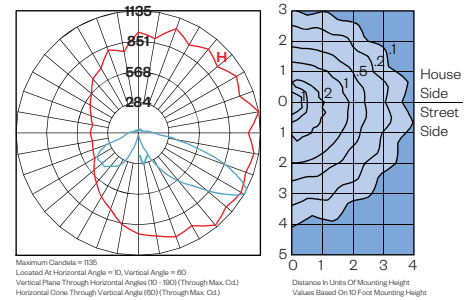 1135
851
568
284
H
V
Maximum Candela = 1135
Located At Horizontal Angle = 10, Vertical Angle = 60
Vertical Plane Through Horizontal Angles (10 - 190) (Through Max. Cd.)
Horizontal Cone Through Vertical Angle (60) (Through Max. Cd.)
3
2
1
0
1
2
3
4
5
.1
.2
.5
1
2
House
Side
Street
Side
0 1 2 3 4
Distance In Units Of Mounting Height
Values Based On 10 Foot Mounting Height